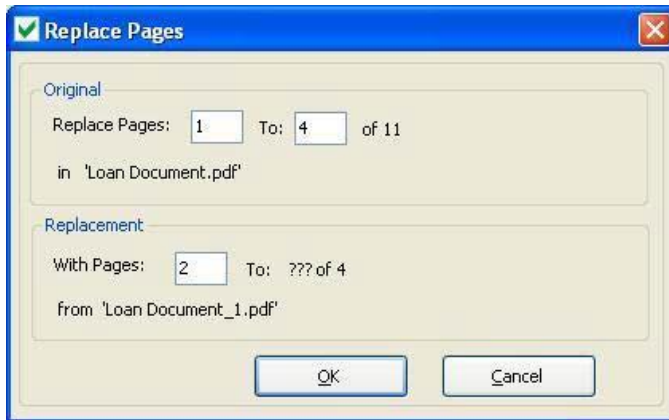 Replace Pages
Original
Replace Pages: 1 To: 4 of 11
in 'Loan Document.pdf'
Replacement
With Pages: 2 To: ??? of 4
from 'Loan Document_1.pdf'
OK Cancel